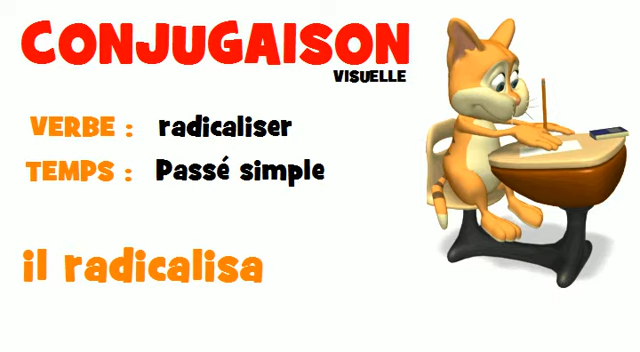 CONJUGAISON
VISUELLE
VERBE : radicaliser
TEMPS : Passé simple
il radicalisa